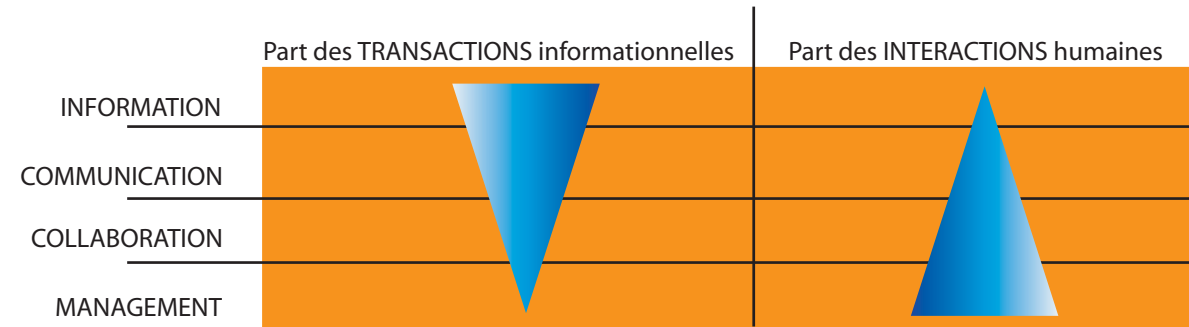 Part des TRANSACTIONS informationnelles
Part des INTERACTIONS humaines
INFORMATION
COMMUNICATION
COLLABORATION
MANAGEMENT